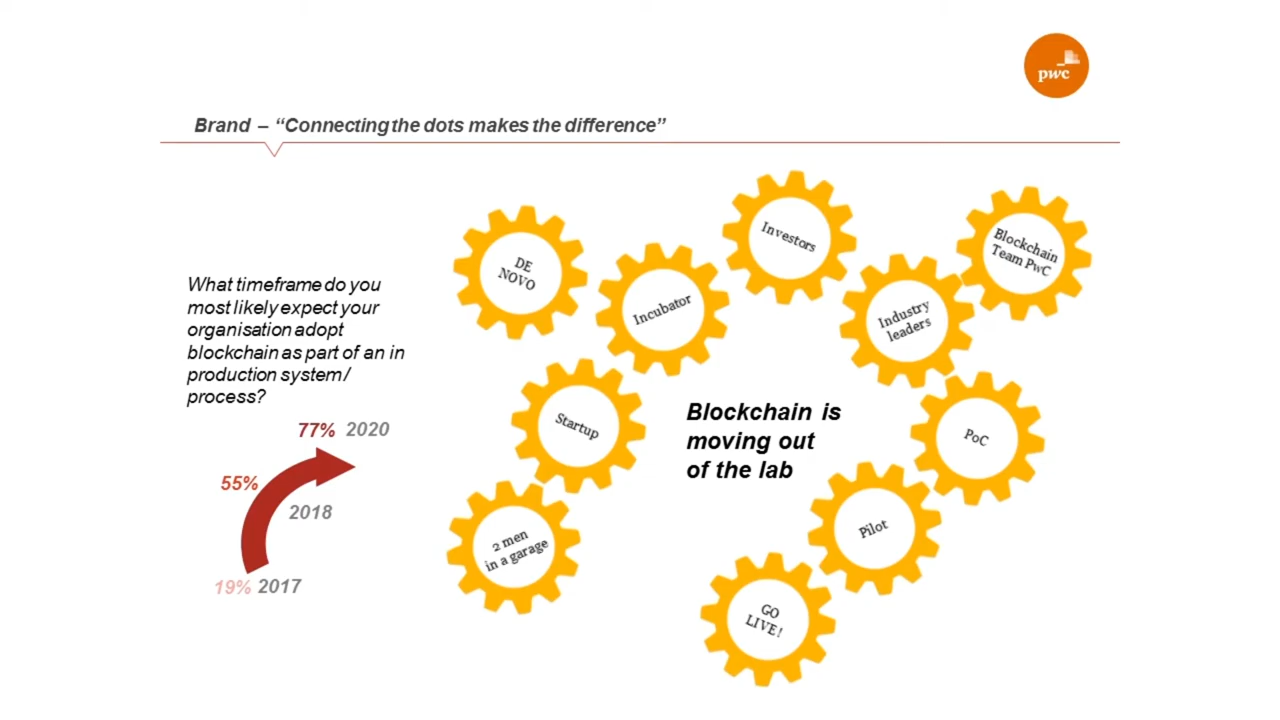 pwc
Brand – “Connecting the dots makes the difference”
What timeframe do you
most likely expect your
organisation adopt
blockchain as part of an in
production system/
process?
77% 2020
55%
2018
19% 2017
DE
NOVO
Incubator
Investors
Industry
leaders
Blockchain
Team PwC
Startup
2 men
in a garage
Blockchain is
moving out
of the lab
PoC
Pilot
GO
LIVE!